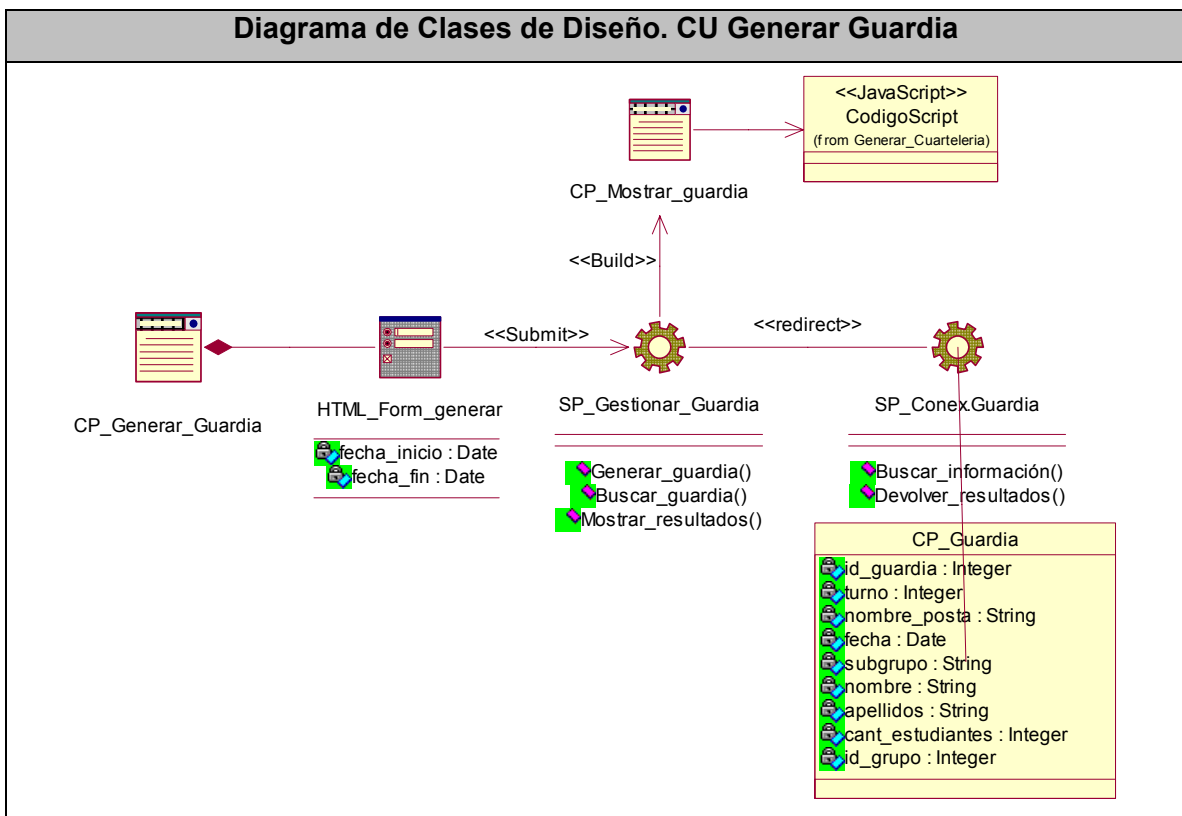 Diagrama de Clases de Diseño. CU Generar Guardia
<<JavaScript>>
CodigoScript
(from Generar_Cuarteleria)
CP_Mostrar_guardia
<<Build>>
<<Submit>>
<<redirect>>
CP_Generar_Guardia
HTML_Form_generar
fecha_inicio : Date
fecha_fin : Date
SP_Gestionar_Guardia
Generar_guardia()
Buscar_guardia()
Mostrar_resultados()
SP_Conex.Guardia
Buscar_información()
Devolver_resultados()
CP_Guardia
id_guardia : Integer
turno : Integer
nombre_posta : String
fecha : Date
subgrupo : String
nombre : String
apellidos : String
cant_estudiantes : Integer
id_grupo : Integer